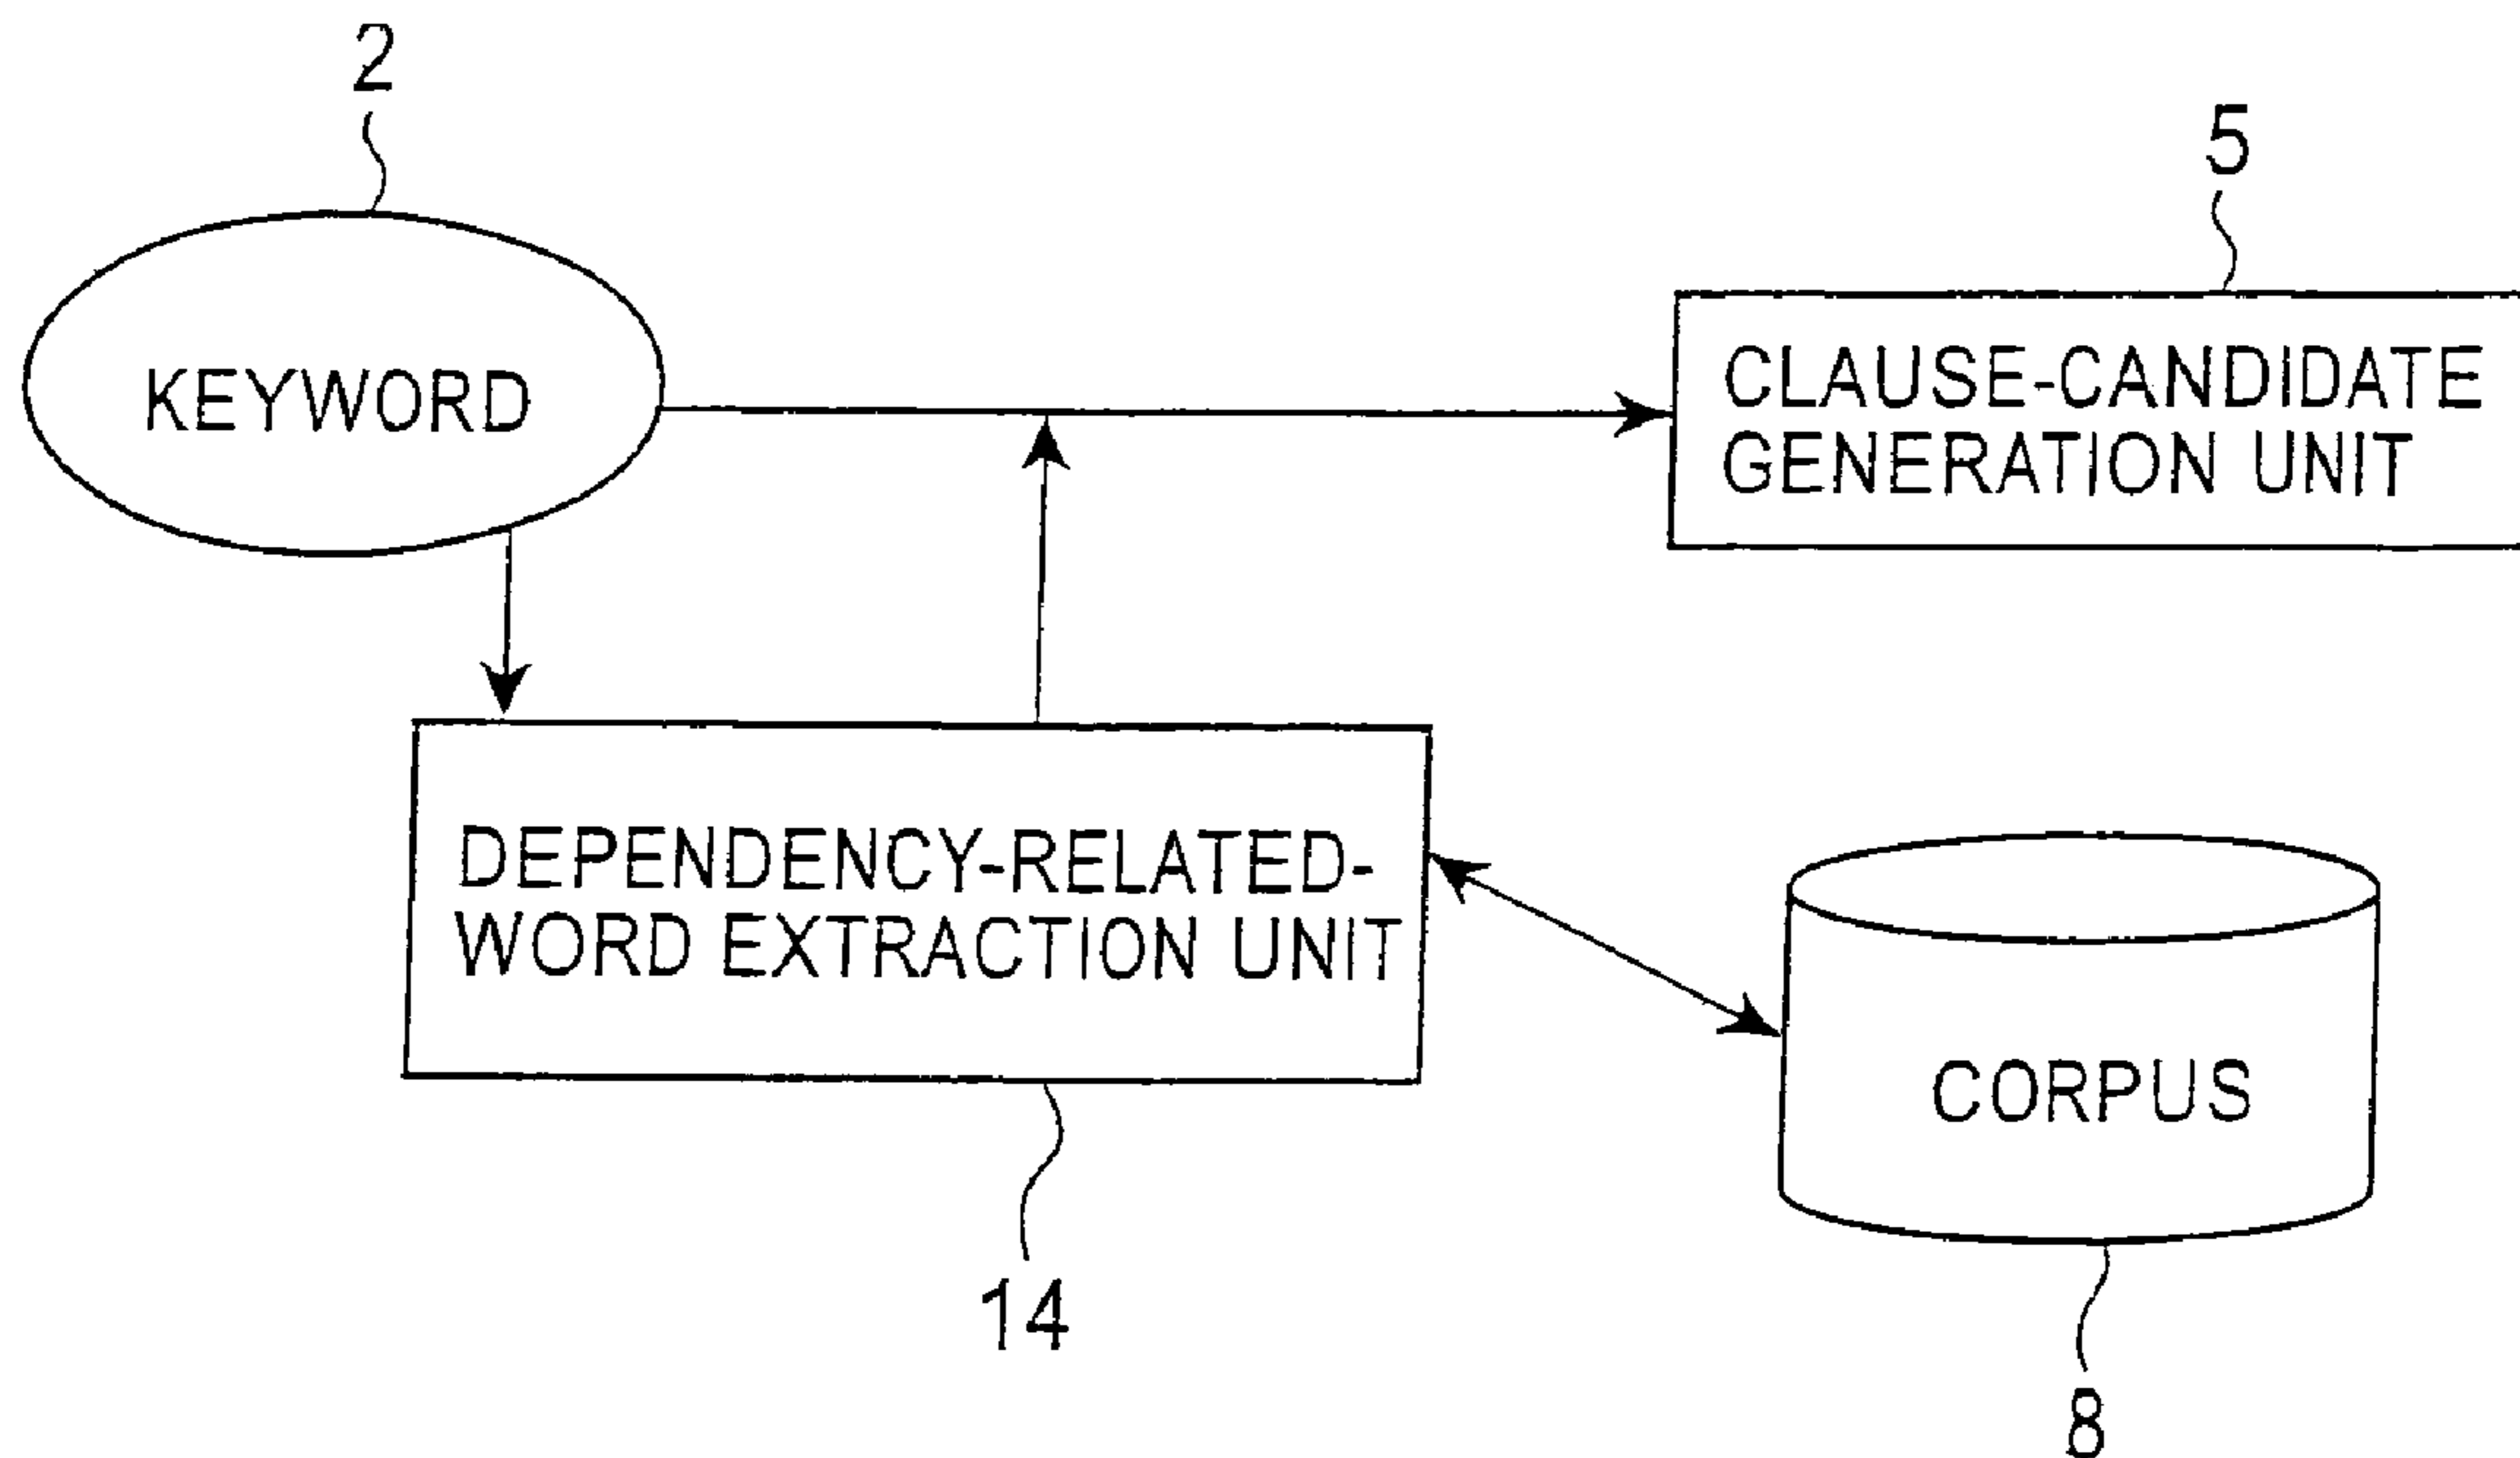 2
5
KEYWORD
CLAUSE-CANDIDATE
GENERATION UNIT
DEPENDENCY-RELATED-
WORD EXTRACTION UNIT
CORPUS
14
8